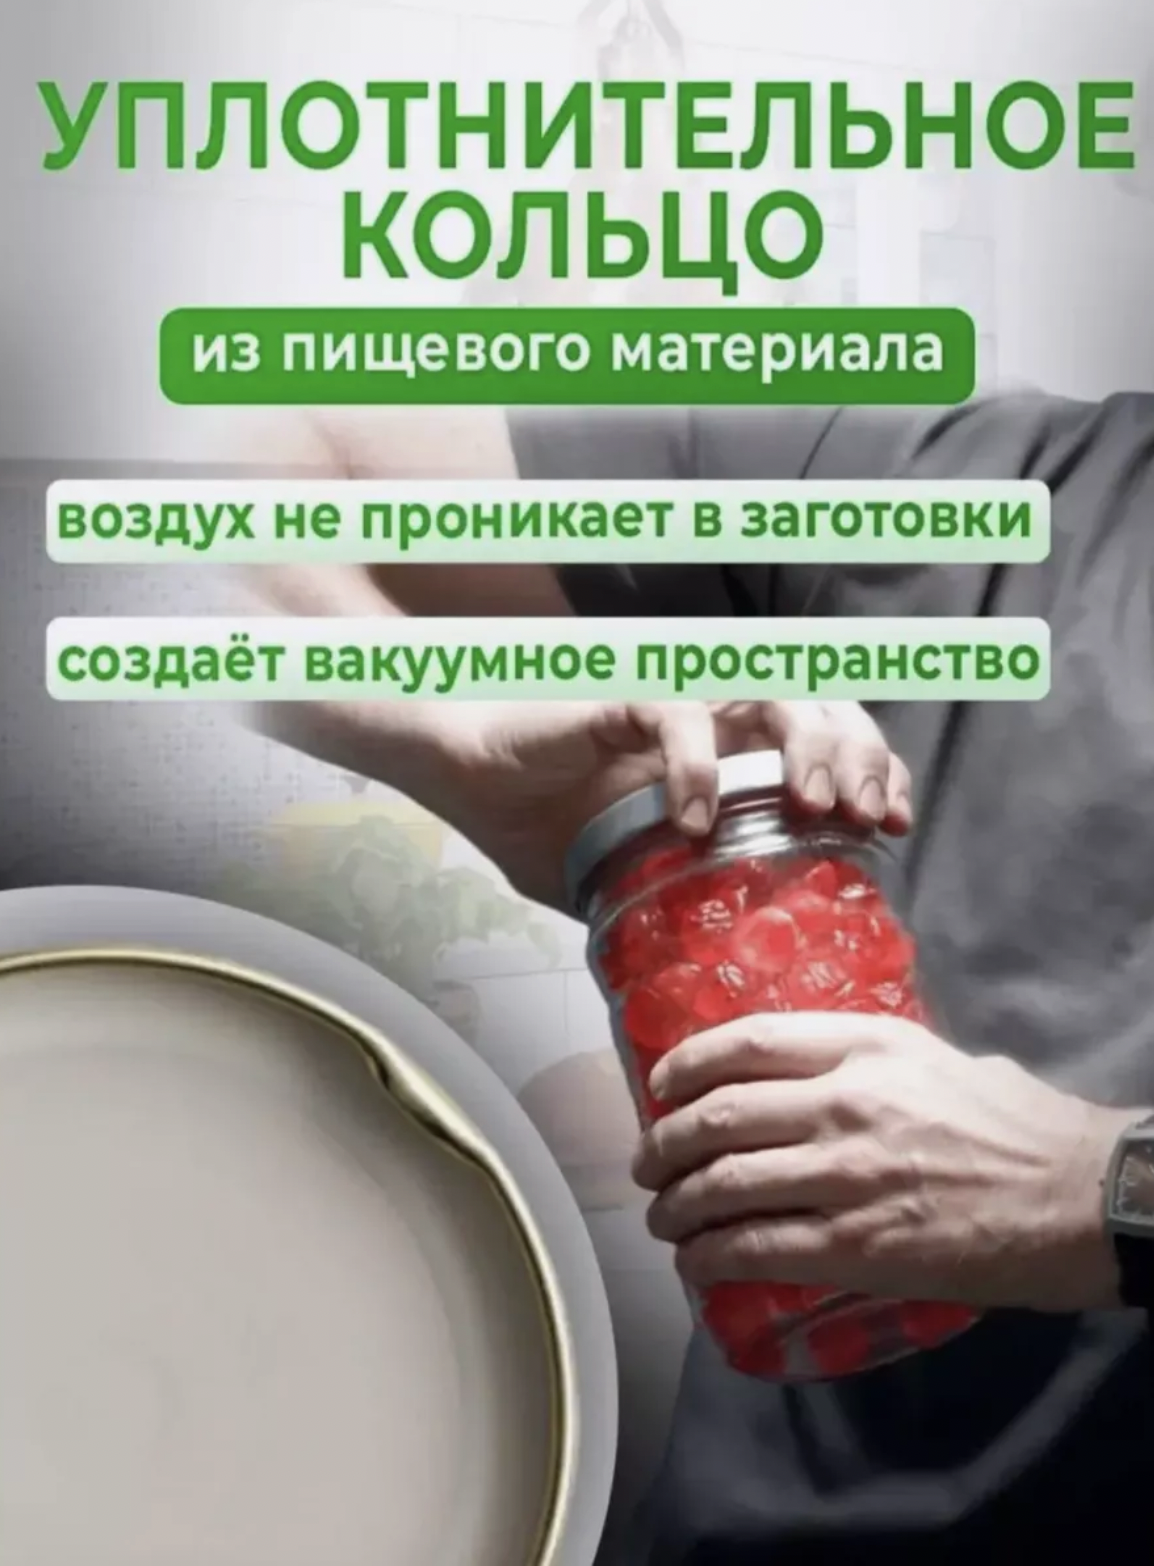 УПЛОТНИТЕЛЬНОЕ
КОЛЬЦО
из пищевого материала
воздух не проникает в заготовки
создаёт вакуумное пространство